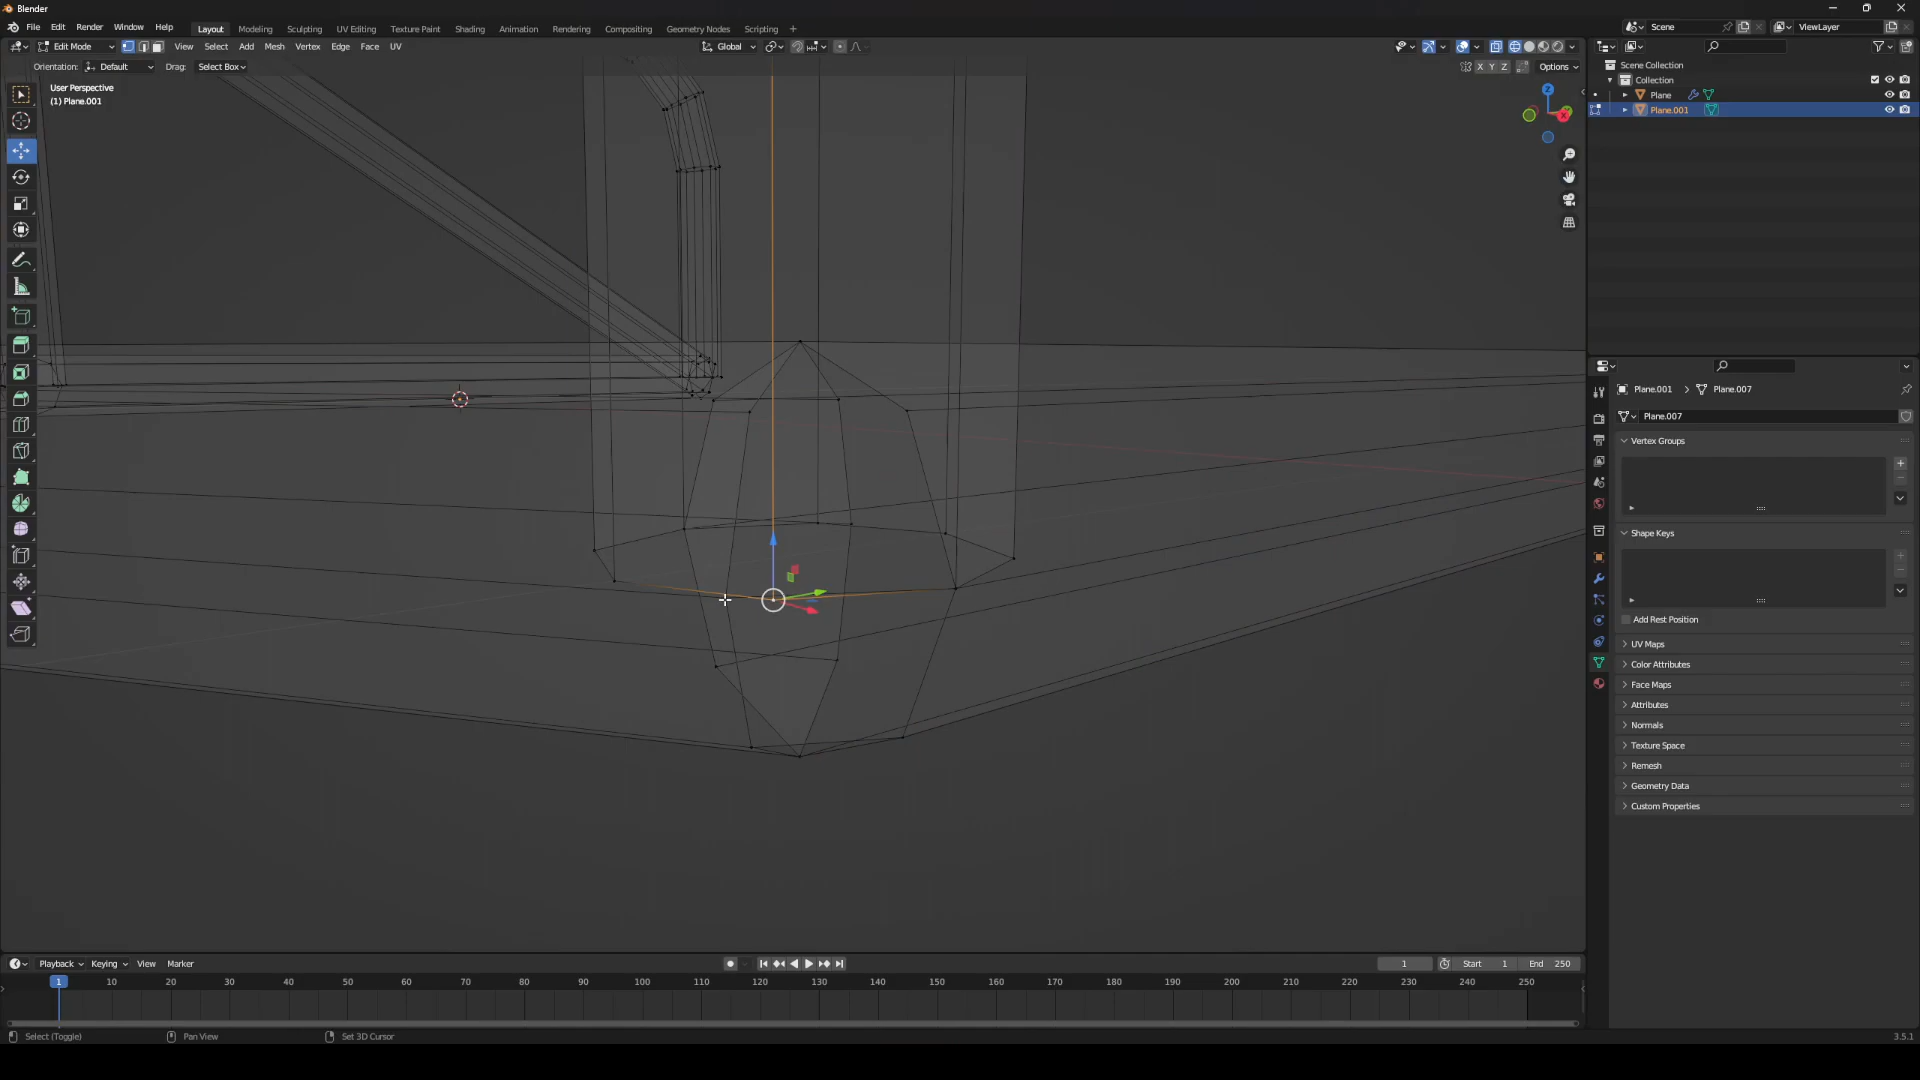 Blender
File Edit Render Window Help Layout Modeling Sculpting UV Editing Texture Paint Shading Animation Rendering Compositing Geometry Nodes Scripting + Scene ViewLayer
Edit Mode View Select Add Mesh Vertex Edge Face UV Global
Orientation: Default Drag: Select Box X Y Z Options
User Perspective
(1) Plane.001
Z
X
Scene Collection
Collection
Plane
Plane.001
Plane.001 > Plane.007
Plane.007
Vertex Groups
Shape Keys
Add Rest Position
UV Maps
Color Attributes
Face Maps
Attributes
Normals
Texture Space
Remesh
Geometry Data
Custom Properties
Playback Keying View Marker 1 Start 1 End 250
1 10 20 30 40 50 60 70 80 90 100 110 120 130 140 150 160 170 180 190 200 210 220 230 240 250
Select (Toggle) Pan View Set 3D Cursor 3.5.1